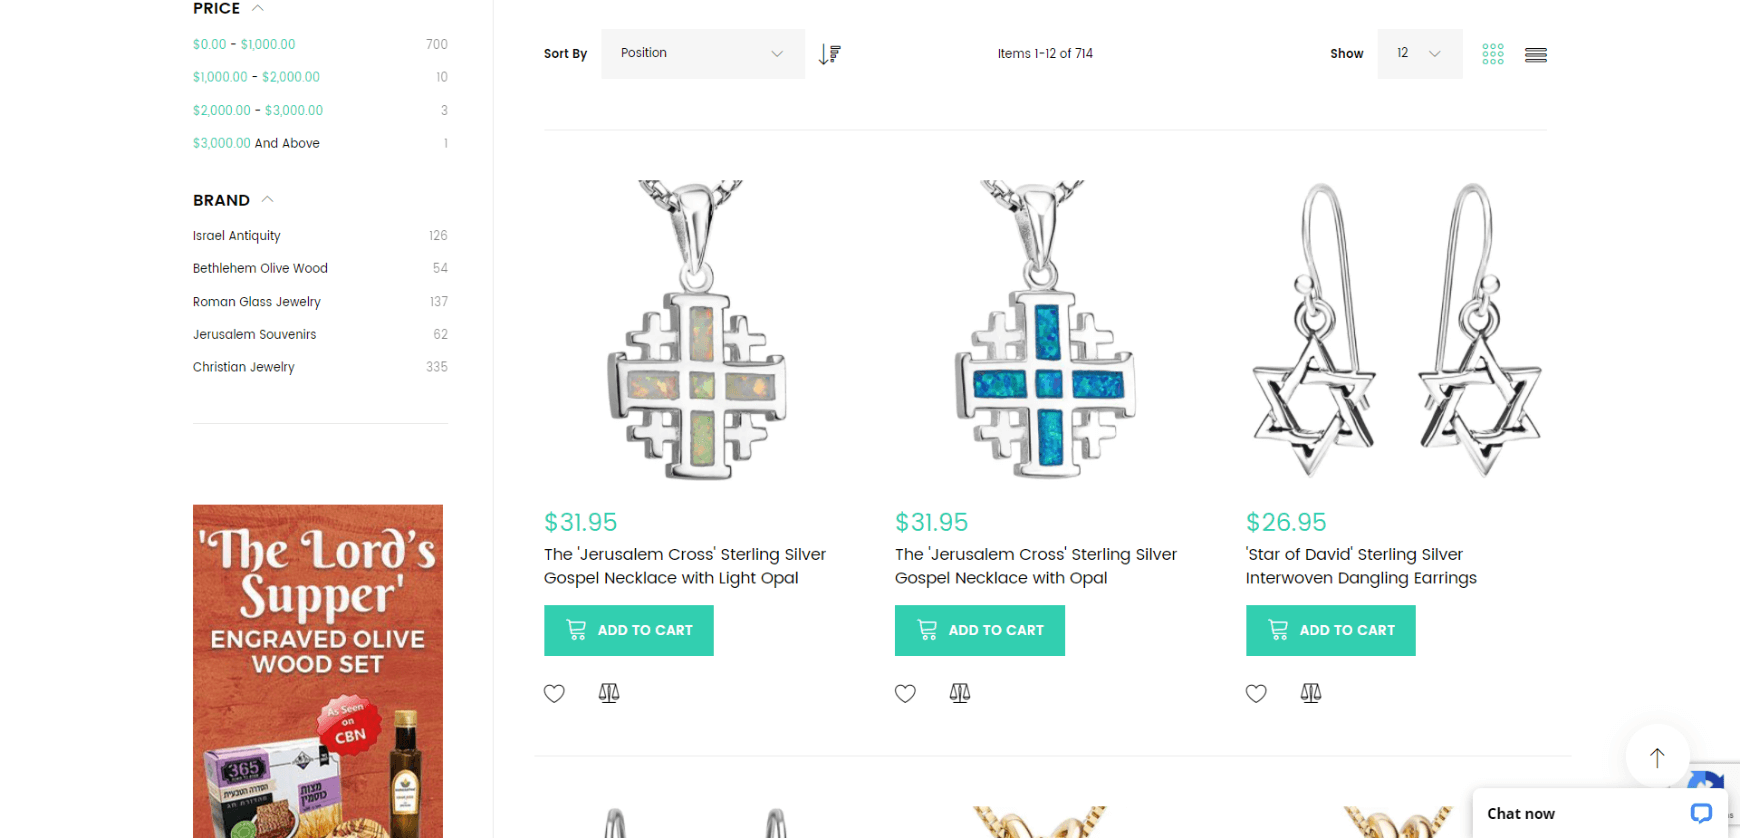 PRICE
$0.00 - $1,000.00 700
$1,000.00 - $2,000.00 10
$2,000.00 - $3,000.00 3
$3,000.00 And Above 1
BRAND
Israel Antiquity 126
Bethlehem Olive Wood 54
Roman Glass Jewelry 137
Jerusalem Souvenirs 62
Christian Jewelry 335
'The Lord's
Supper'
ENGRAVED OLIVE
WOOD SET
As Seen
on
CBN
365
הסדרה הטבעית
מצות
כוסמין
Sort By Position Items 1-12 of 714 Show 12
$31.95
The 'Jerusalem Cross' Sterling Silver
Gospel Necklace with Light Opal
ADD TO CART
$31.95
The 'Jerusalem Cross' Sterling Silver
Gospel Necklace with Opal
ADD TO CART
$26.95
'Star of David' Sterling Silver
Interwoven Dangling Earrings
ADD TO CART
Chat now